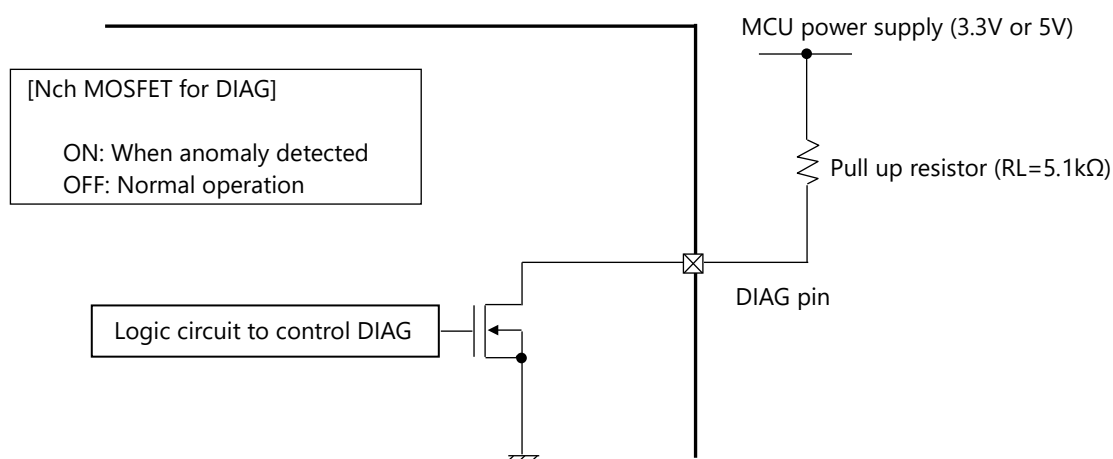 MCU power supply (3.3V or 5V)
[Nch MOSFET for DIAG]
ON: When anomaly detected
OFF: Normal operation
Pull up resistor (RL=5.1kΩ)
DIAG pin
Logic circuit to control DIAG